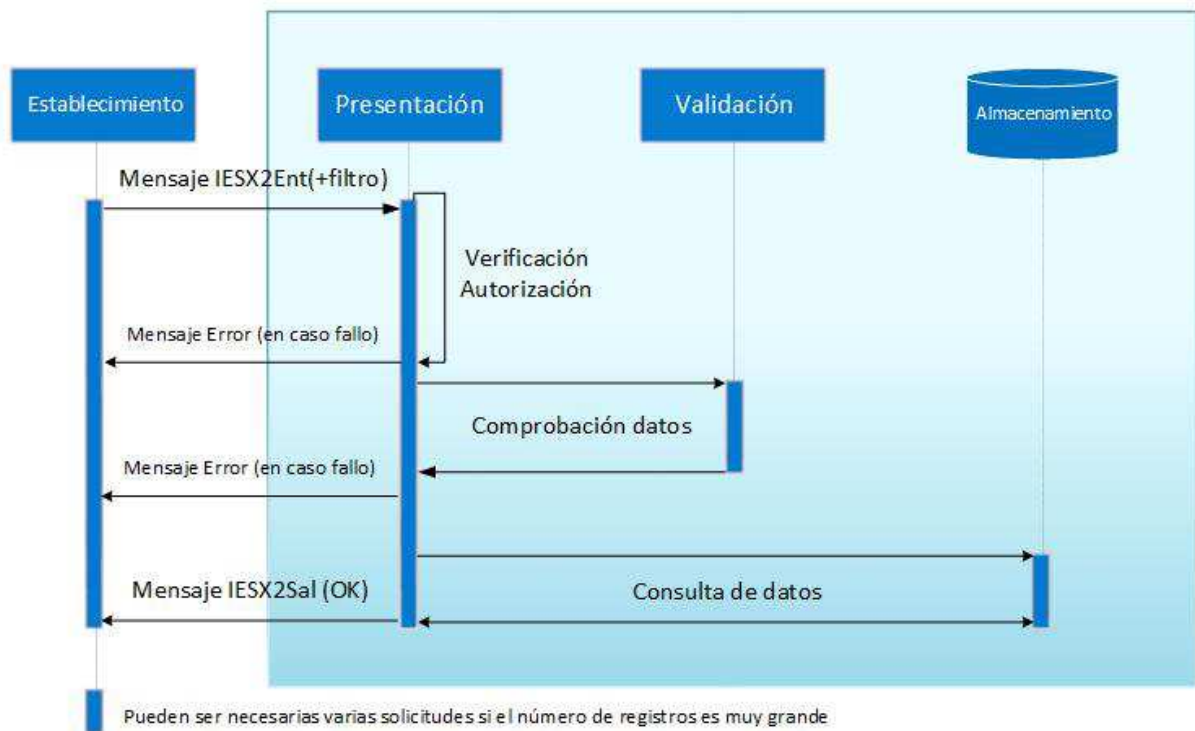 Establecimiento
Presentación
Validación
Almacenamiento
Mensaje IESX2Ent(+filtro)
Verificación
Autorización
Mensaje Error (en caso fallo)
Comprobación datos
Mensaje Error (en caso fallo)
Mensaje IESX2Sal (OK)
Consulta de datos
Pueden ser necesarias varias solicitudes si el número de registros es muy grande